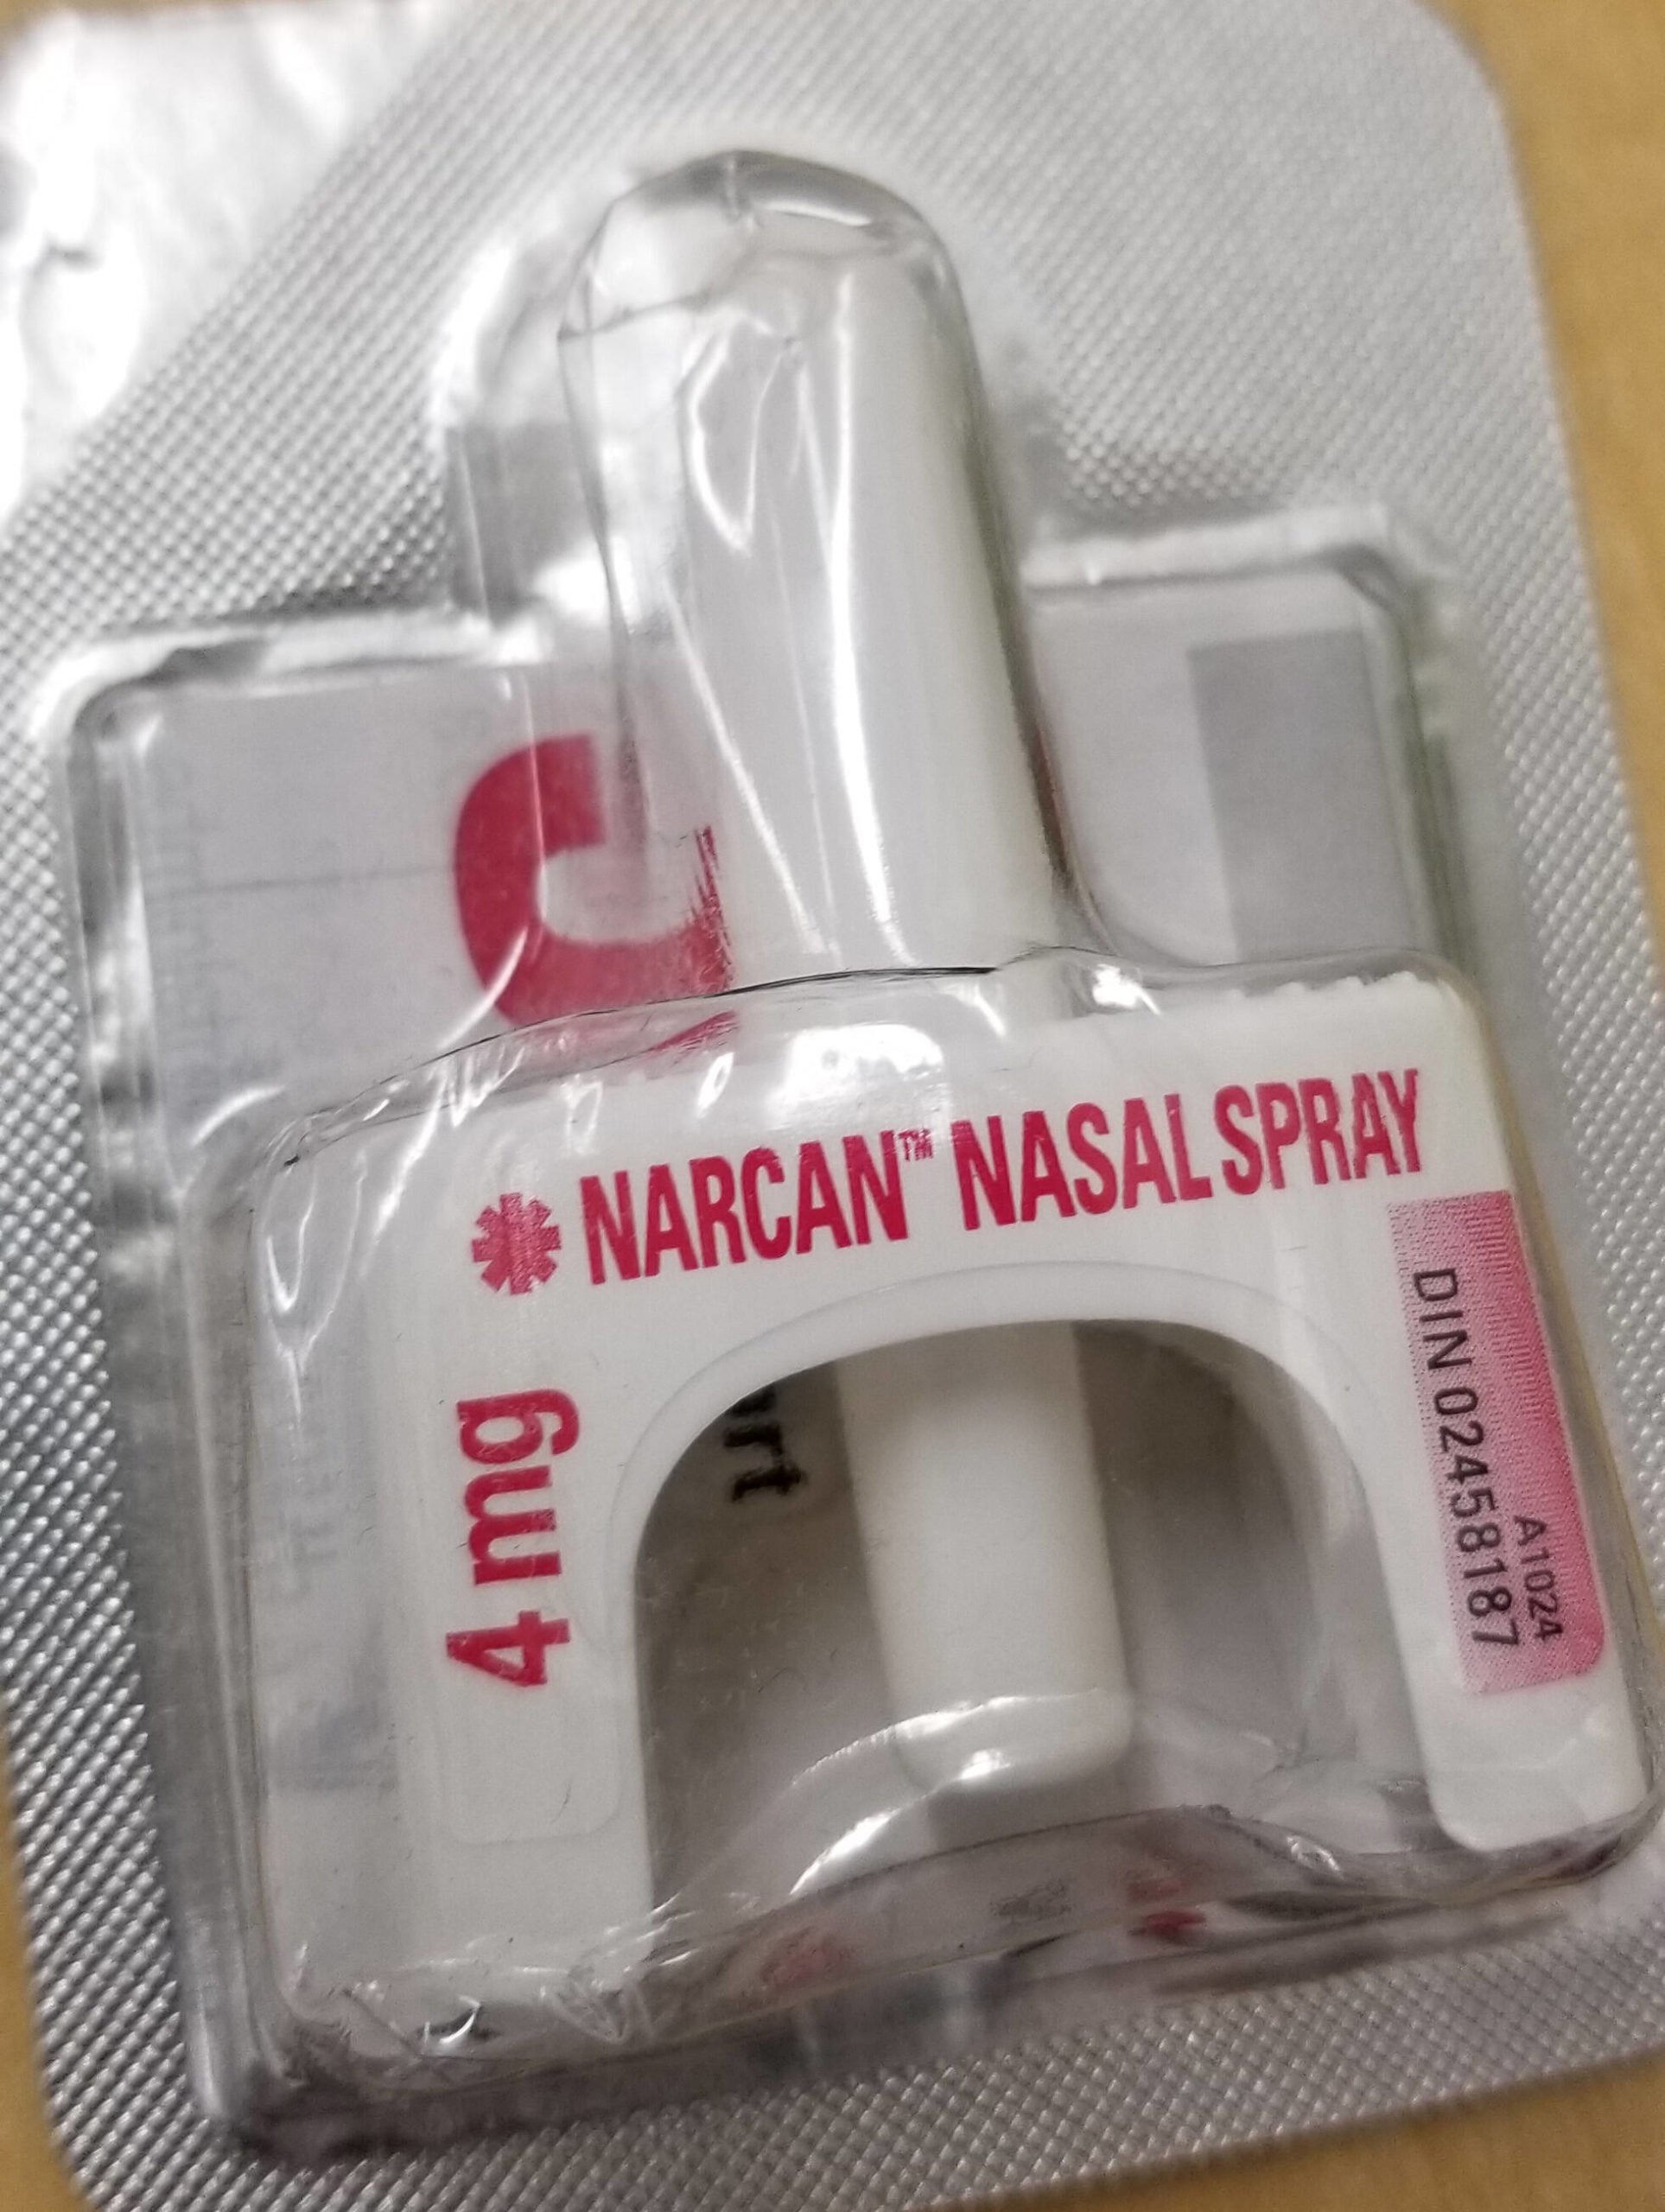 NARCAN™ NASAL SPRAY
4 mg
DIN 02458187
A1024